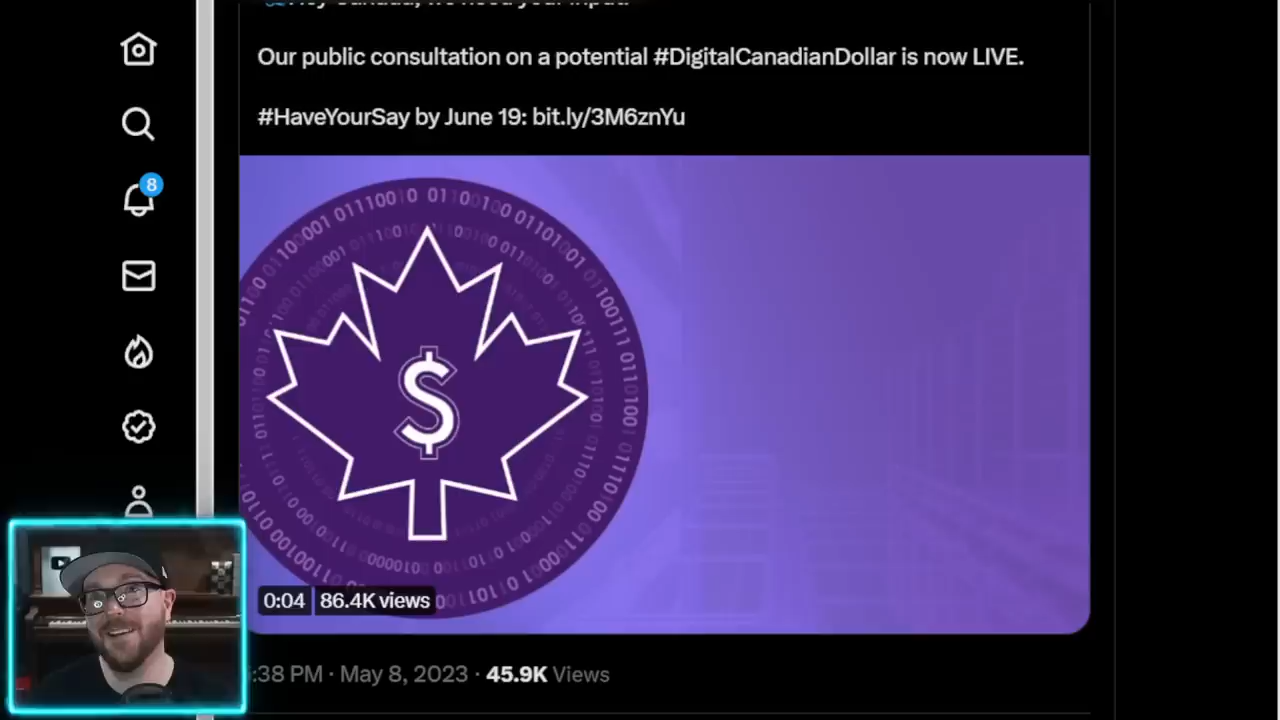 Our public consultation on a potential #DigitalCanadianDollar is now LIVE.
#HaveYourSay by June 19: bit.ly/3M6znYu
8
$
0:04 86.4K views
:38 PM · May 8, 2023 · 45.9K Views